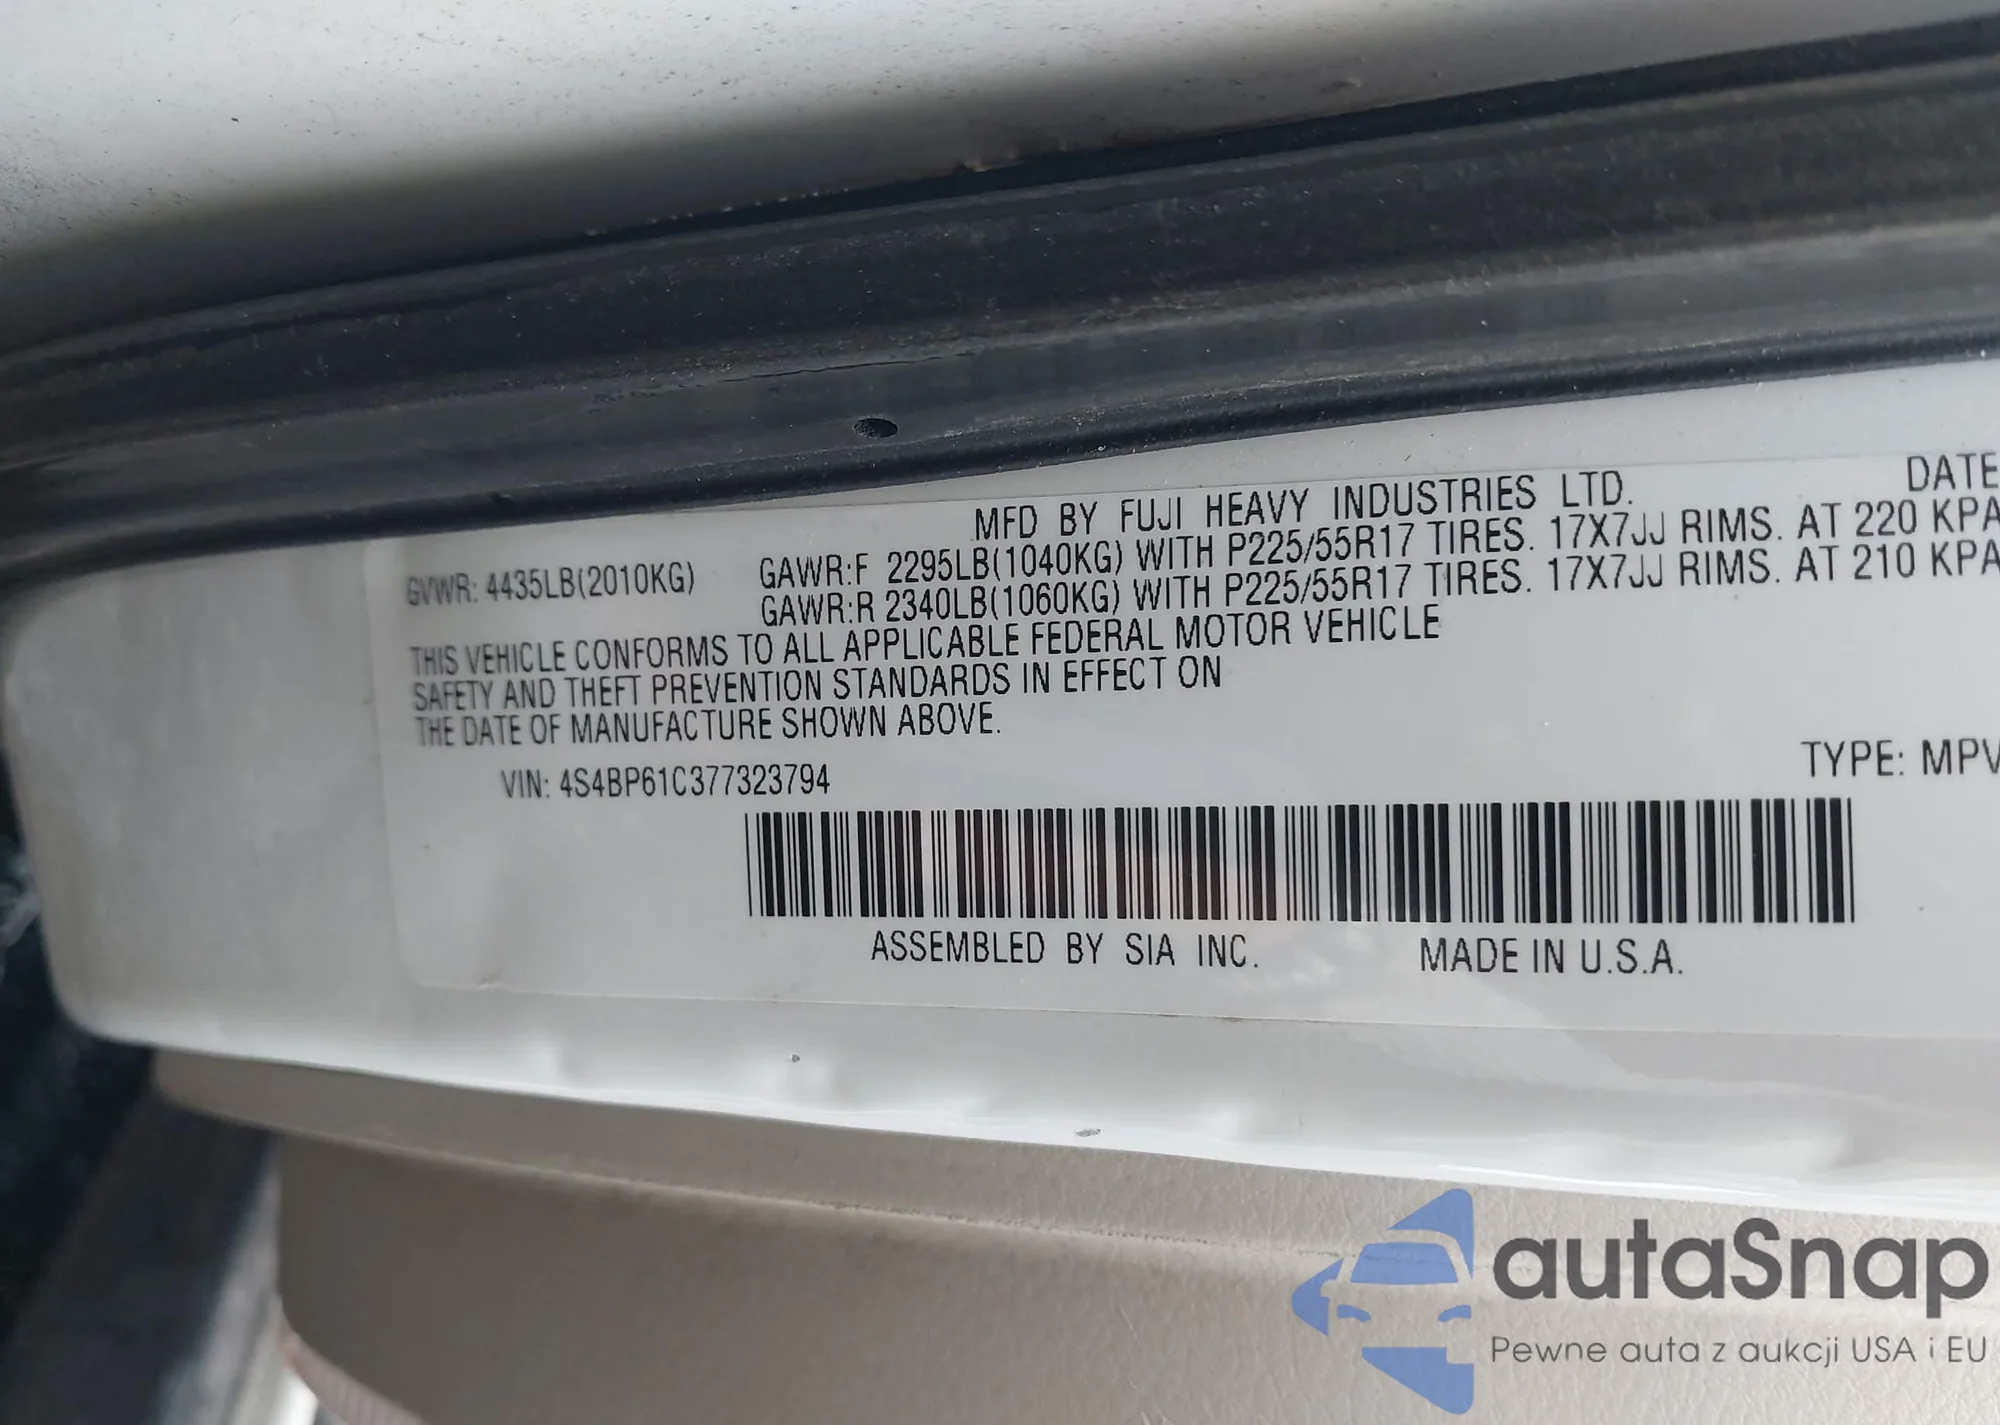 MFD BY FUJI HEAVY INDUSTRIES LTD. DATE
GVWR: 4435LB(2010KG) GAWR:F 2295LB(1040KG) WITH P225/55R17 TIRES. 17X7JJ RIMS. AT 220 KPA
GAWR:R 2340LB(1060KG) WITH P225/55R17 TIRES. 17X7JJ RIMS. AT 210 KPA
THIS VEHICLE CONFORMS TO ALL APPLICABLE FEDERAL MOTOR VEHICLE
SAFETY AND THEFT PREVENTION STANDARDS IN EFFECT ON
THE DATE OF MANUFACTURE SHOWN ABOVE.
VIN: 4S4BP61C377323794 TYPE: MPV
ASSEMBLED BY SIA INC. MADE IN U.S.A.
autaSnap
Pewne auta z aukcji USA i EU